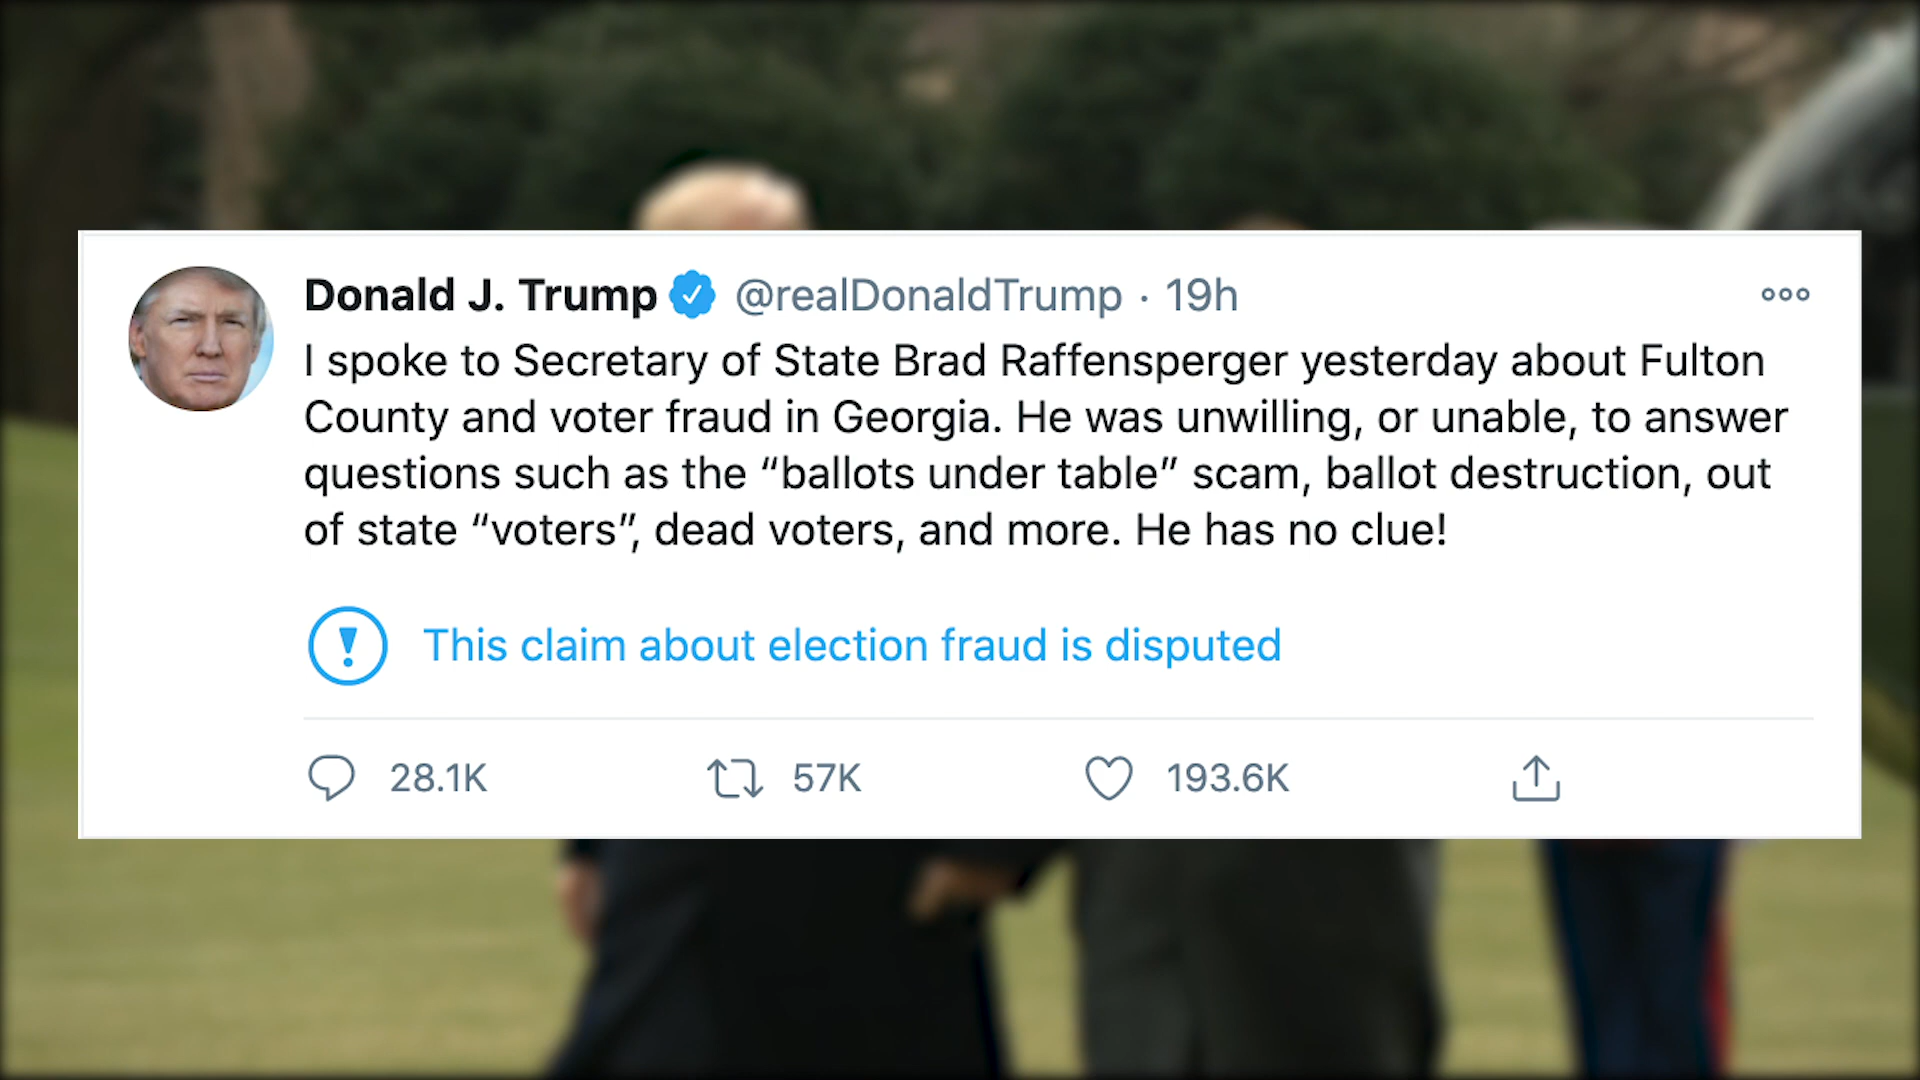 Donald J. Trump @realDonaldTrump · 19h
I spoke to Secretary of State Brad Raffensperger yesterday about Fulton
County and voter fraud in Georgia. He was unwilling, or unable, to answer
questions such as the “ballots under table” scam, ballot destruction, out
of state “voters”, dead voters, and more. He has no clue!
This claim about election fraud is disputed
28.1K 57K 193.6K